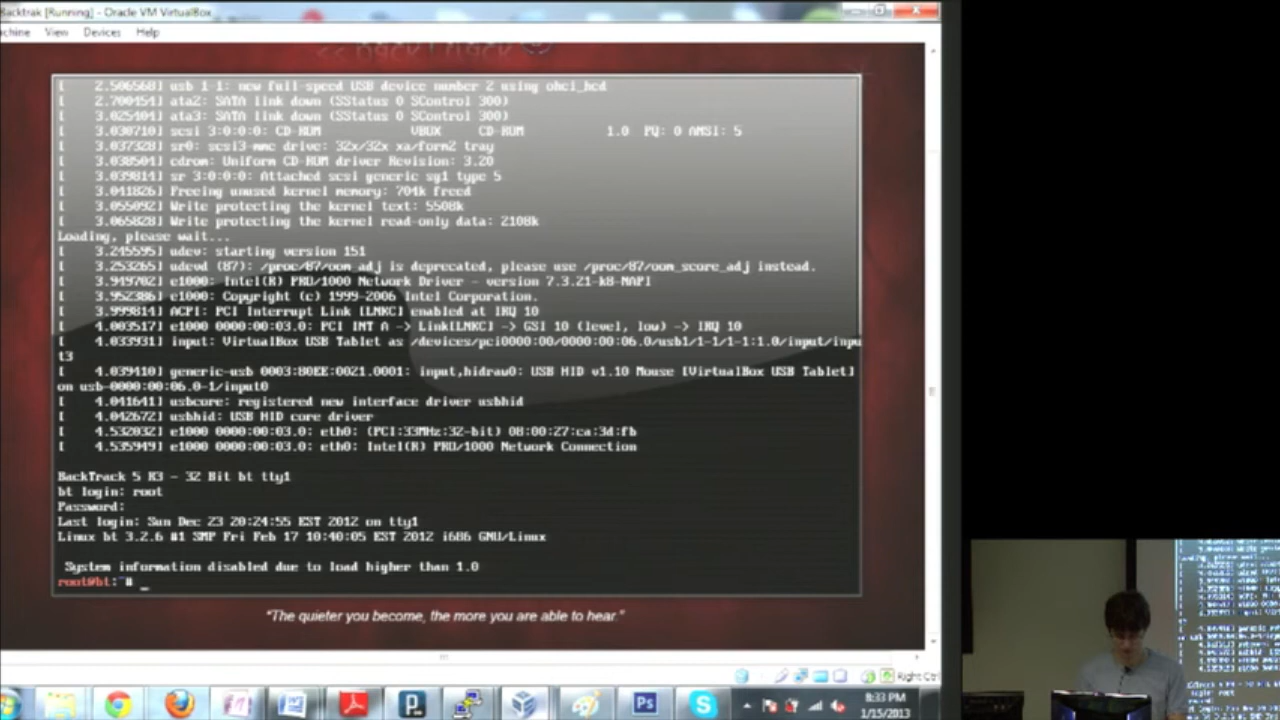 Backtrak [Running] - Oracle VM VirtualBox
achine View Devices Help
<< back | track
[ 2.506568] usb 1-1: new full-speed USB device number 2 using ohci_hcd
[ 2.700454] ata2: SATA link down (SStatus 0 SControl 300)
[ 3.025404] ata3: SATA link down (SStatus 0 SControl 300)
[ 3.030710] scsi 3:0:0:0: CD-ROM VBOX CD-ROM 1.0 PQ: 0 ANSI: 5
[ 3.037328] sr0: scsi3-mmc drive: 32x/32x xa/form2 tray
[ 3.038504] cdrom: Uniform CD-ROM driver Revision: 3.20
[ 3.039814] sr 3:0:0:0: Attached scsi generic sg1 type 5
[ 3.041826] Freeing unused kernel memory: 704k freed
[ 3.055092] Write protecting the kernel text: 5508k
[ 3.065828] Write protecting the kernel read-only data: 2108k
Loading, please wait...
[ 3.245595] udev: starting version 151
[ 3.253265] udevd (87): /proc/87/oom_adj is deprecated, please use /proc/87/oom_score_adj instead.
[ 3.949702] e1000: Intel(R) PRO/1000 Network Driver - version 7.3.21-k8-NAPI
[ 3.952386] e1000: Copyright (c) 1999-2006 Intel Corporation.
[ 3.999814] ACPI: PCI Interrupt Link [LNKC] enabled at IRQ 10
[ 4.003517] e1000 0000:00:03.0: PCI INT A -> Link[LNKC] -> GSI 10 (level, low) -> IRQ 10
[ 4.033931] input: VirtualBox USB Tablet as /devices/pci0000:00/0000:00:06.0/usb1/1-1/1-1:1.0/input/inpu
t3
[ 4.039410] generic-usb 0003:80EE:0021.0001: input,hidraw0: USB HID v1.10 Mouse [VirtualBox USB Tablet]
on usb-0000:00:06.0-1/input0
[ 4.041641] usbcore: registered new interface driver usbhid
[ 4.042672] usbhid: USB HID core driver
[ 4.532032] e1000 0000:00:03.0: eth0: (PCI:33MHz:32-bit) 08:00:27:ca:3d:fb
[ 4.535949] e1000 0000:00:03.0: eth0: Intel(R) PRO/1000 Network Connection
BackTrack 5 R3 - 32 Bit bt tty1
bt login: root
Password:
Last login: Sun Dec 23 20:24:55 EST 2012 on tty1
Linux bt 3.2.6 #1 SMP Fri Feb 17 10:40:05 EST 2012 i686 GNU/Linux
System information disabled due to load higher than 1.0
root@bt:~# _
"The quieter you become, the more you are able to hear."
Right Ctrl
8:33 PM
1/15/2013